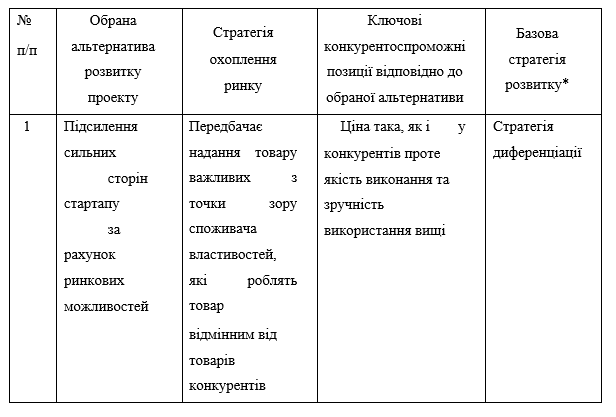 №
п/п
Обрана
альтернатива
розвитку
проекту
Стратегія
охоплення
ринку
Ключові
конкурентоспроможні
позиції відповідно до
обраної альтернативи
Базова
стратегія
розвитку*
1
Підсилення
сильних
сторін
стартапу
за
рахунок
ринкових
можливостей
Передбачає
надання товару
важливих з
точки зору
споживача
властивостей,
які роблять
товар
відмінним від
товарів
конкурентів
Ціна така, як і у
конкурентів проте
якість виконання та
зручність
використання вищі
Стратегія
диференціації